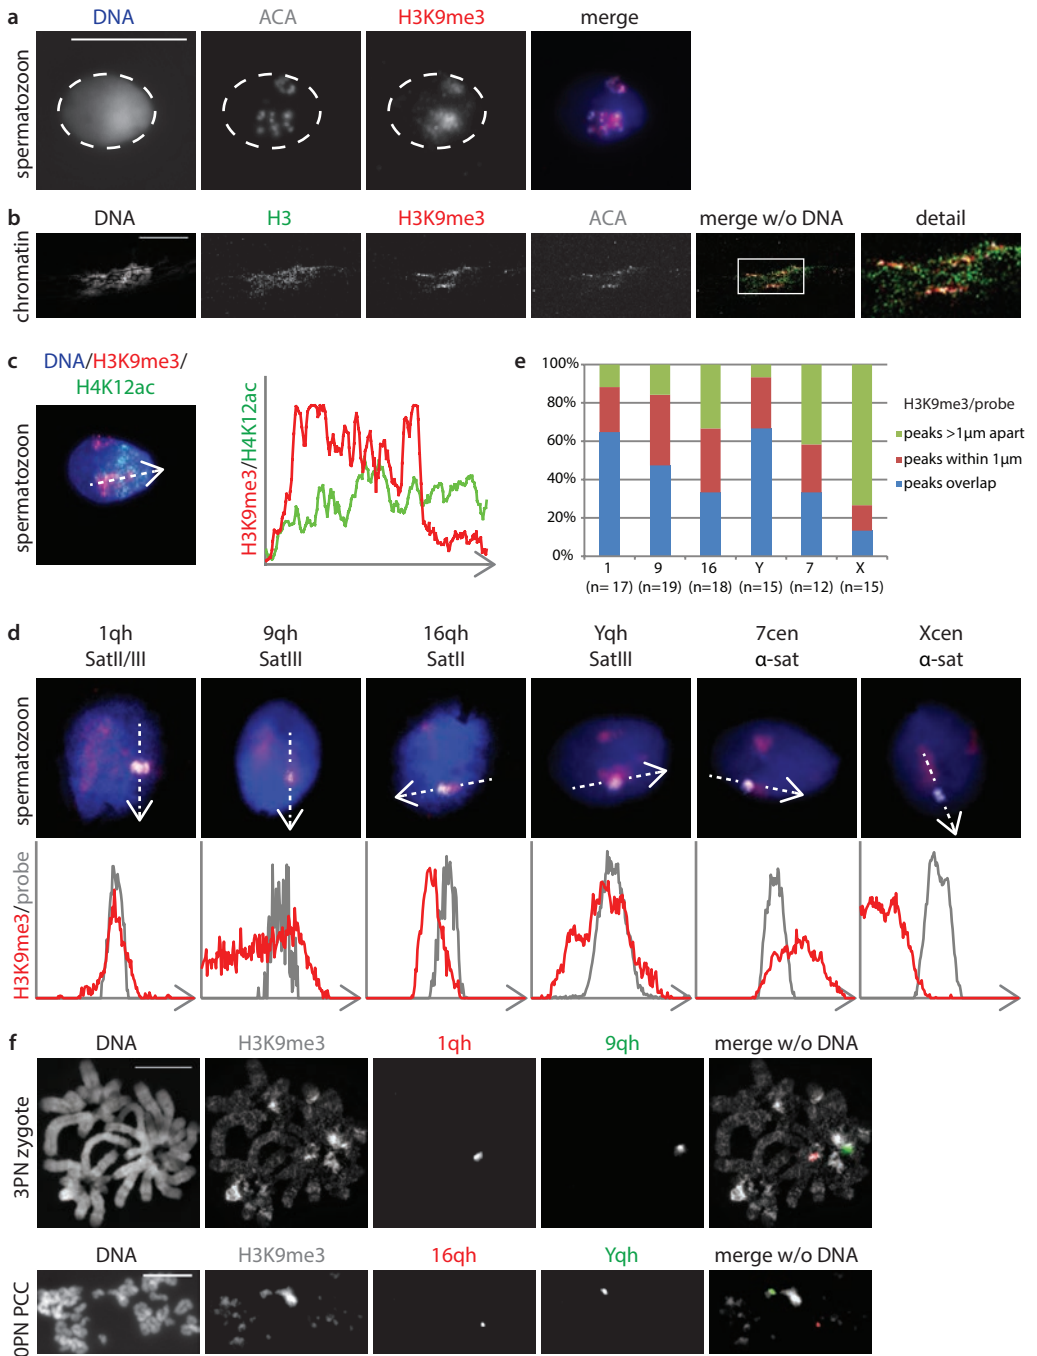 a DNA ACA H3K9me3 merge
spermatozoon
b DNA H3 H3K9me3 ACA merge w/o DNA detail
chromatin
c DNA/H3K9me3/
H4K12ac
spermatozoon
H3K9me3/H4K12ac
e
100%
80%
60%
40%
20%
0%
1 9 16 Y 7 X
(n= 17) (n=19) (n=18) (n=15) (n=12) (n=15)
H3K9me3/probe
peaks >1μm apart
peaks within 1μm
peaks overlap
d 1qh 9qh 16qh Yqh 7cen Xcen
SatII/III SatIII SatII SatIII α-sat α-sat
spermatozoon
H3K9me3/probe
f DNA H3K9me3 1qh 9qh merge w/o DNA
3PN zygote
DNA H3K9me3 16qh Yqh merge w/o DNA
0PN PCC